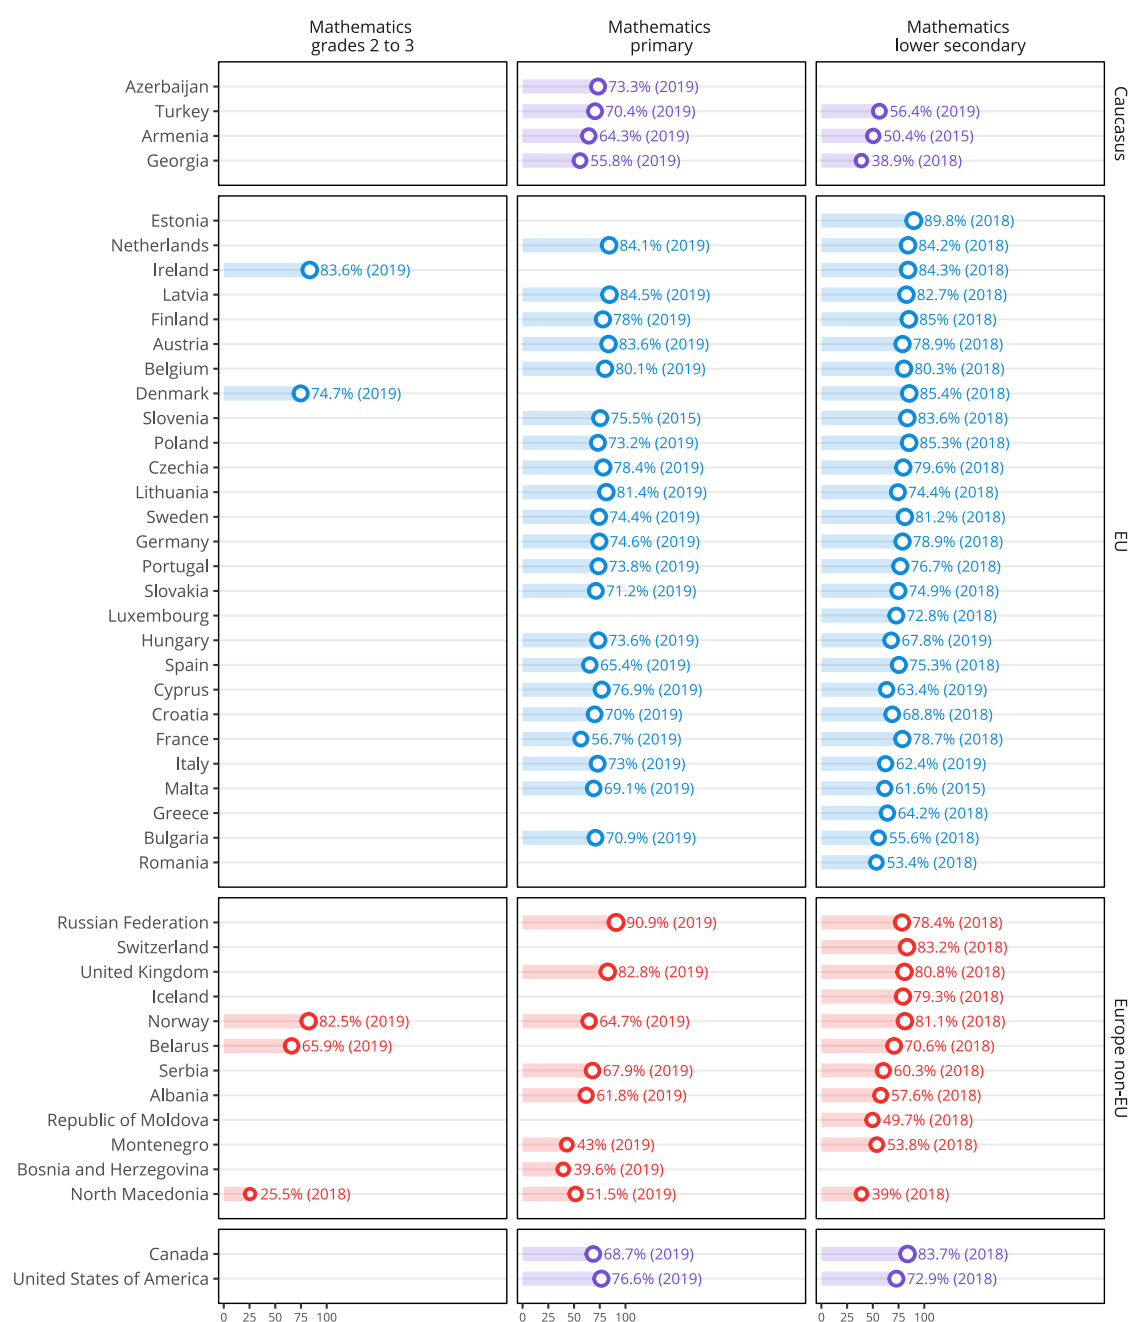 Mathematics
grades 2 to 3
Mathematics
primary
Mathematics
lower secondary
Caucasus
Azerbaijan 73.3% (2019)
Turkey 70.4% (2019) 56.4% (2019)
Armenia 64.3% (2019) 50.4% (2015)
Georgia 55.8% (2019) 38.9% (2018)
EU
Estonia 89.8% (2018)
Netherlands 84.1% (2019) 84.2% (2018)
Ireland 83.6% (2019) 84.3% (2018)
Latvia 84.5% (2019) 82.7% (2018)
Finland 78% (2019) 85% (2018)
Austria 83.6% (2019) 78.9% (2018)
Belgium 80.1% (2019) 80.3% (2018)
Denmark 74.7% (2019) 85.4% (2018)
Slovenia 75.5% (2015) 83.6% (2018)
Poland 73.2% (2019) 85.3% (2018)
Czechia 78.4% (2019) 79.6% (2018)
Lithuania 81.4% (2019) 74.4% (2018)
Sweden 74.4% (2019) 81.2% (2018)
Germany 74.6% (2019) 78.9% (2018)
Portugal 73.8% (2019) 76.7% (2018)
Slovakia 71.2% (2019) 74.9% (2018)
Luxembourg 72.8% (2018)
Hungary 73.6% (2019) 67.8% (2019)
Spain 65.4% (2019) 75.3% (2018)
Cyprus 76.9% (2019) 63.4% (2019)
Croatia 70% (2019) 68.8% (2018)
France 56.7% (2019) 78.7% (2018)
Italy 73% (2019) 62.4% (2019)
Malta 69.1% (2019) 61.6% (2015)
Greece 64.2% (2018)
Bulgaria 70.9% (2019) 55.6% (2018)
Romania 53.4% (2018)
Europe non-EU
Russian Federation 90.9% (2019) 78.4% (2018)
Switzerland 83.2% (2018)
United Kingdom 82.8% (2019) 80.8% (2018)
Iceland 79.3% (2018)
Norway 82.5% (2019) 64.7% (2019) 81.1% (2018)
Belarus 65.9% (2019) 70.6% (2018)
Serbia 67.9% (2019) 60.3% (2018)
Albania 61.8% (2019) 57.6% (2018)
Republic of Moldova 49.7% (2018)
Montenegro 43% (2019) 53.8% (2018)
Bosnia and Herzegovina 39.6% (2019)
North Macedonia 25.5% (2018) 51.5% (2019) 39% (2018)
Canada 68.7% (2019) 83.7% (2018)
United States of America 76.6% (2019) 72.9% (2018)
0 25 50 75 100 0 25 50 75 100 0 25 50 75 100